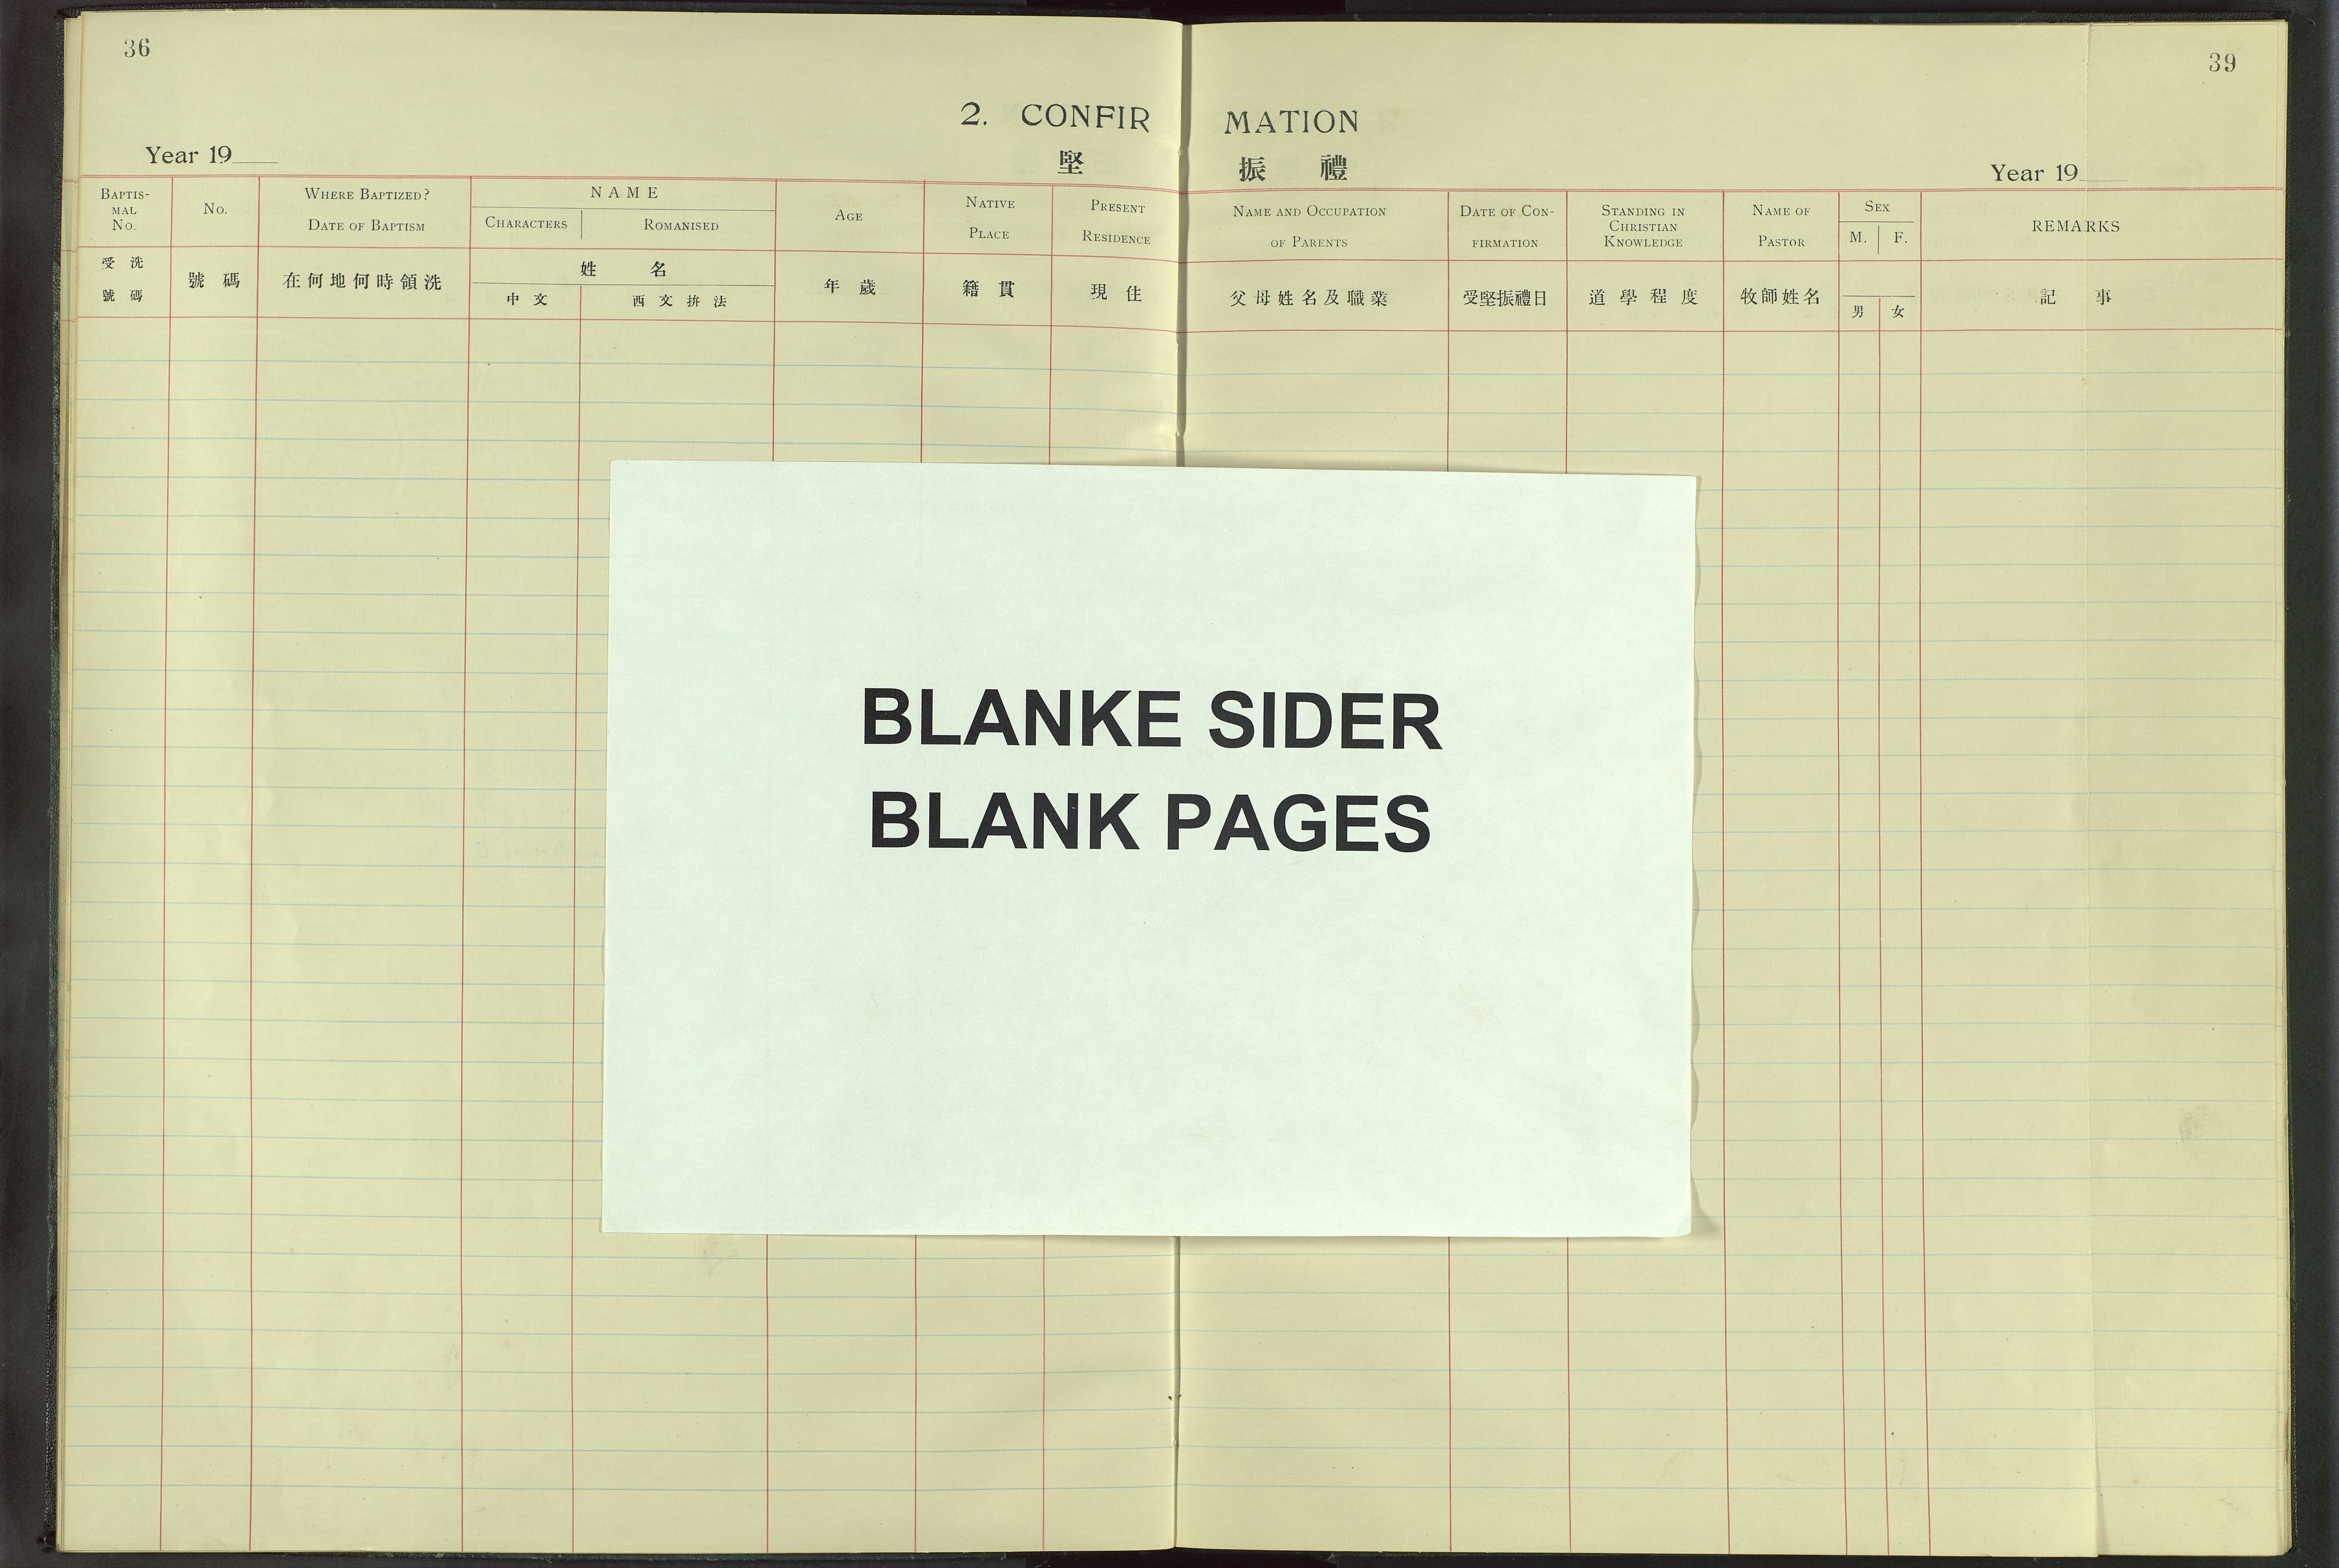 36
39
2. CONFIRMATION
堅 振 禮
Year 19
Year 19
BAPTISMAL No.
No.
WHERE BAPTIZED?
DATE OF BAPTISM
NAME
CHARACTERS
ROMANISED
AGE
NATIVE
PLACE
PRESENT
RESIDENCE
NAME AND OCCUPATION
OF PARENTS
DATE OF CON-
FIRMATION
STANDING IN
CHRISTIAN
KNOWLEDGE
NAME OF
PASTOR
SEX
M. F.
REMARKS
受洗
號碼
號碼
在何地何時領洗
姓名
中文
西文拚法
年歲
籍貫
現住
父母姓名及職業
受堅振禮日
道學程度
牧師姓名
男
女
記事
BLANKE SIDER
BLANK PAGES